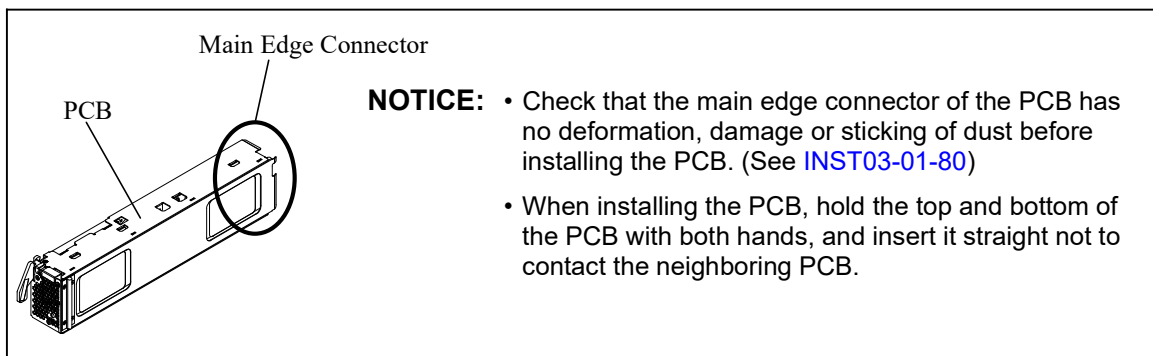 Main Edge Connector
PCB
NOTICE: • Check that the main edge connector of the PCB has
no deformation, damage or sticking of dust before
installing the PCB. (See INST03-01-80)
• When installing the PCB, hold the top and bottom of
the PCB with both hands, and insert it straight not to
contact the neighboring PCB.